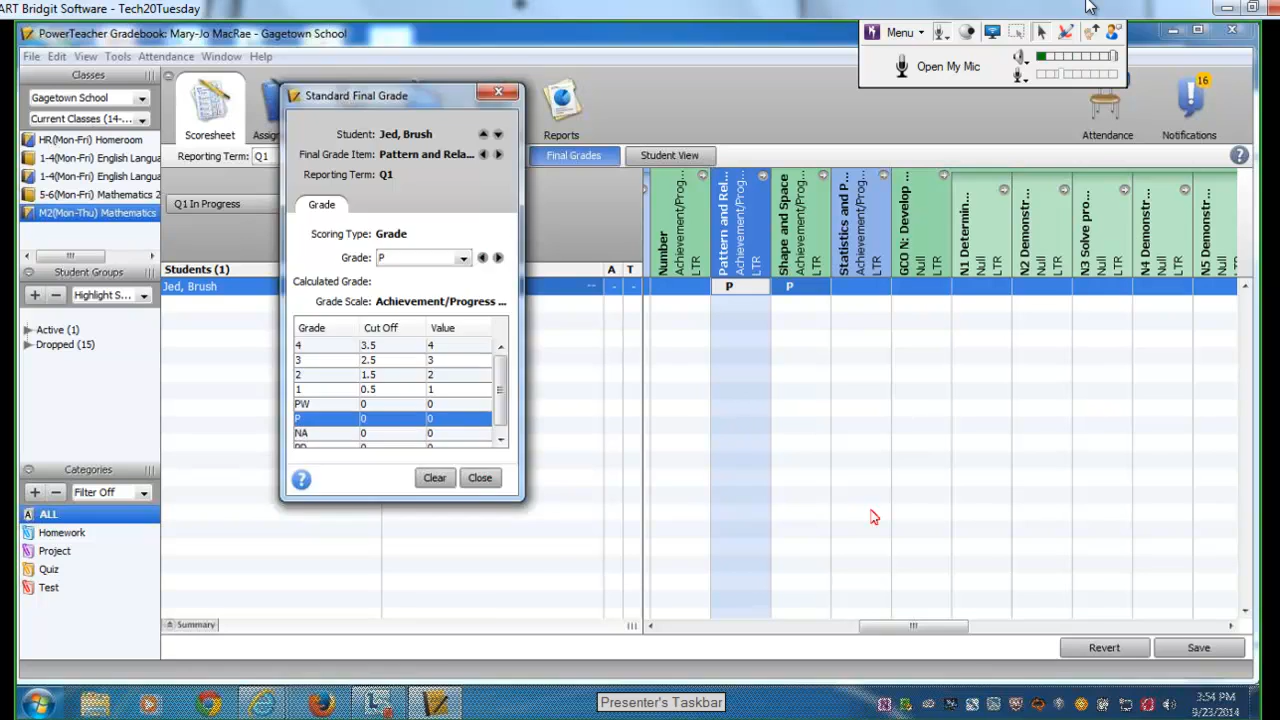 ART Bridgit Software - Tech20Tuesday
PowerTeacher Gradebook: Mary-Jo MacRae - Gagetown School
Menu
Open My Mic
File Edit View Tools Attendance Window Help
Classes
Gagetown School
Current Classes (14-...
HR(Mon-Fri) Homeroom
1-4(Mon-Fri) English Langua
1-4(Mon-Fri) English Langua
5-6(Mon-Fri) Mathematics 2
M2(Mon-Thu) Mathematics
Student Groups
Highlight S...
Active (1)
Dropped (15)
Categories
Filter Off
ALL
Homework
Project
Quiz
Test
Scoresheet
Assig
Reports
Attendance
16
Notifications
Reporting Term: Q1
Final Grades
Student View
Q1 In Progress
Students (1)
A T
Jed, Brush
-- - -
Standard Final Grade
Student: Jed, Brush
Final Grade Item: Pattern and Rela...
Reporting Term: Q1
Grade
Scoring Type: Grade
Grade: P
Calculated Grade:
Grade Scale: Achievement/Progress ...
Grade Cut Off Value
4 3.5 4
3 2.5 3
2 1.5 2
1 0.5 1
PW 0 0
P 0 0
NA 0 0
Clear Close
Number
Achievement/Prog...
LTR
Pattern and Rel...
Achievement/Prog...
LTR
Shape and Space
Achievement/Prog...
LTR
Statistics and P...
Achievement/Prog...
LTR
GCO N: Develop ...
Null
LTR
N1 Determin...
Null
LTR
N2 Demonstr...
Null
LTR
N3 Solve pro...
Null
LTR
N4 Demonstr...
Null
LTR
N5 Demonstr...
Null
LTR
P P
Summary
Revert Save
Presenter's Taskbar
3:54 PM
9/23/2014